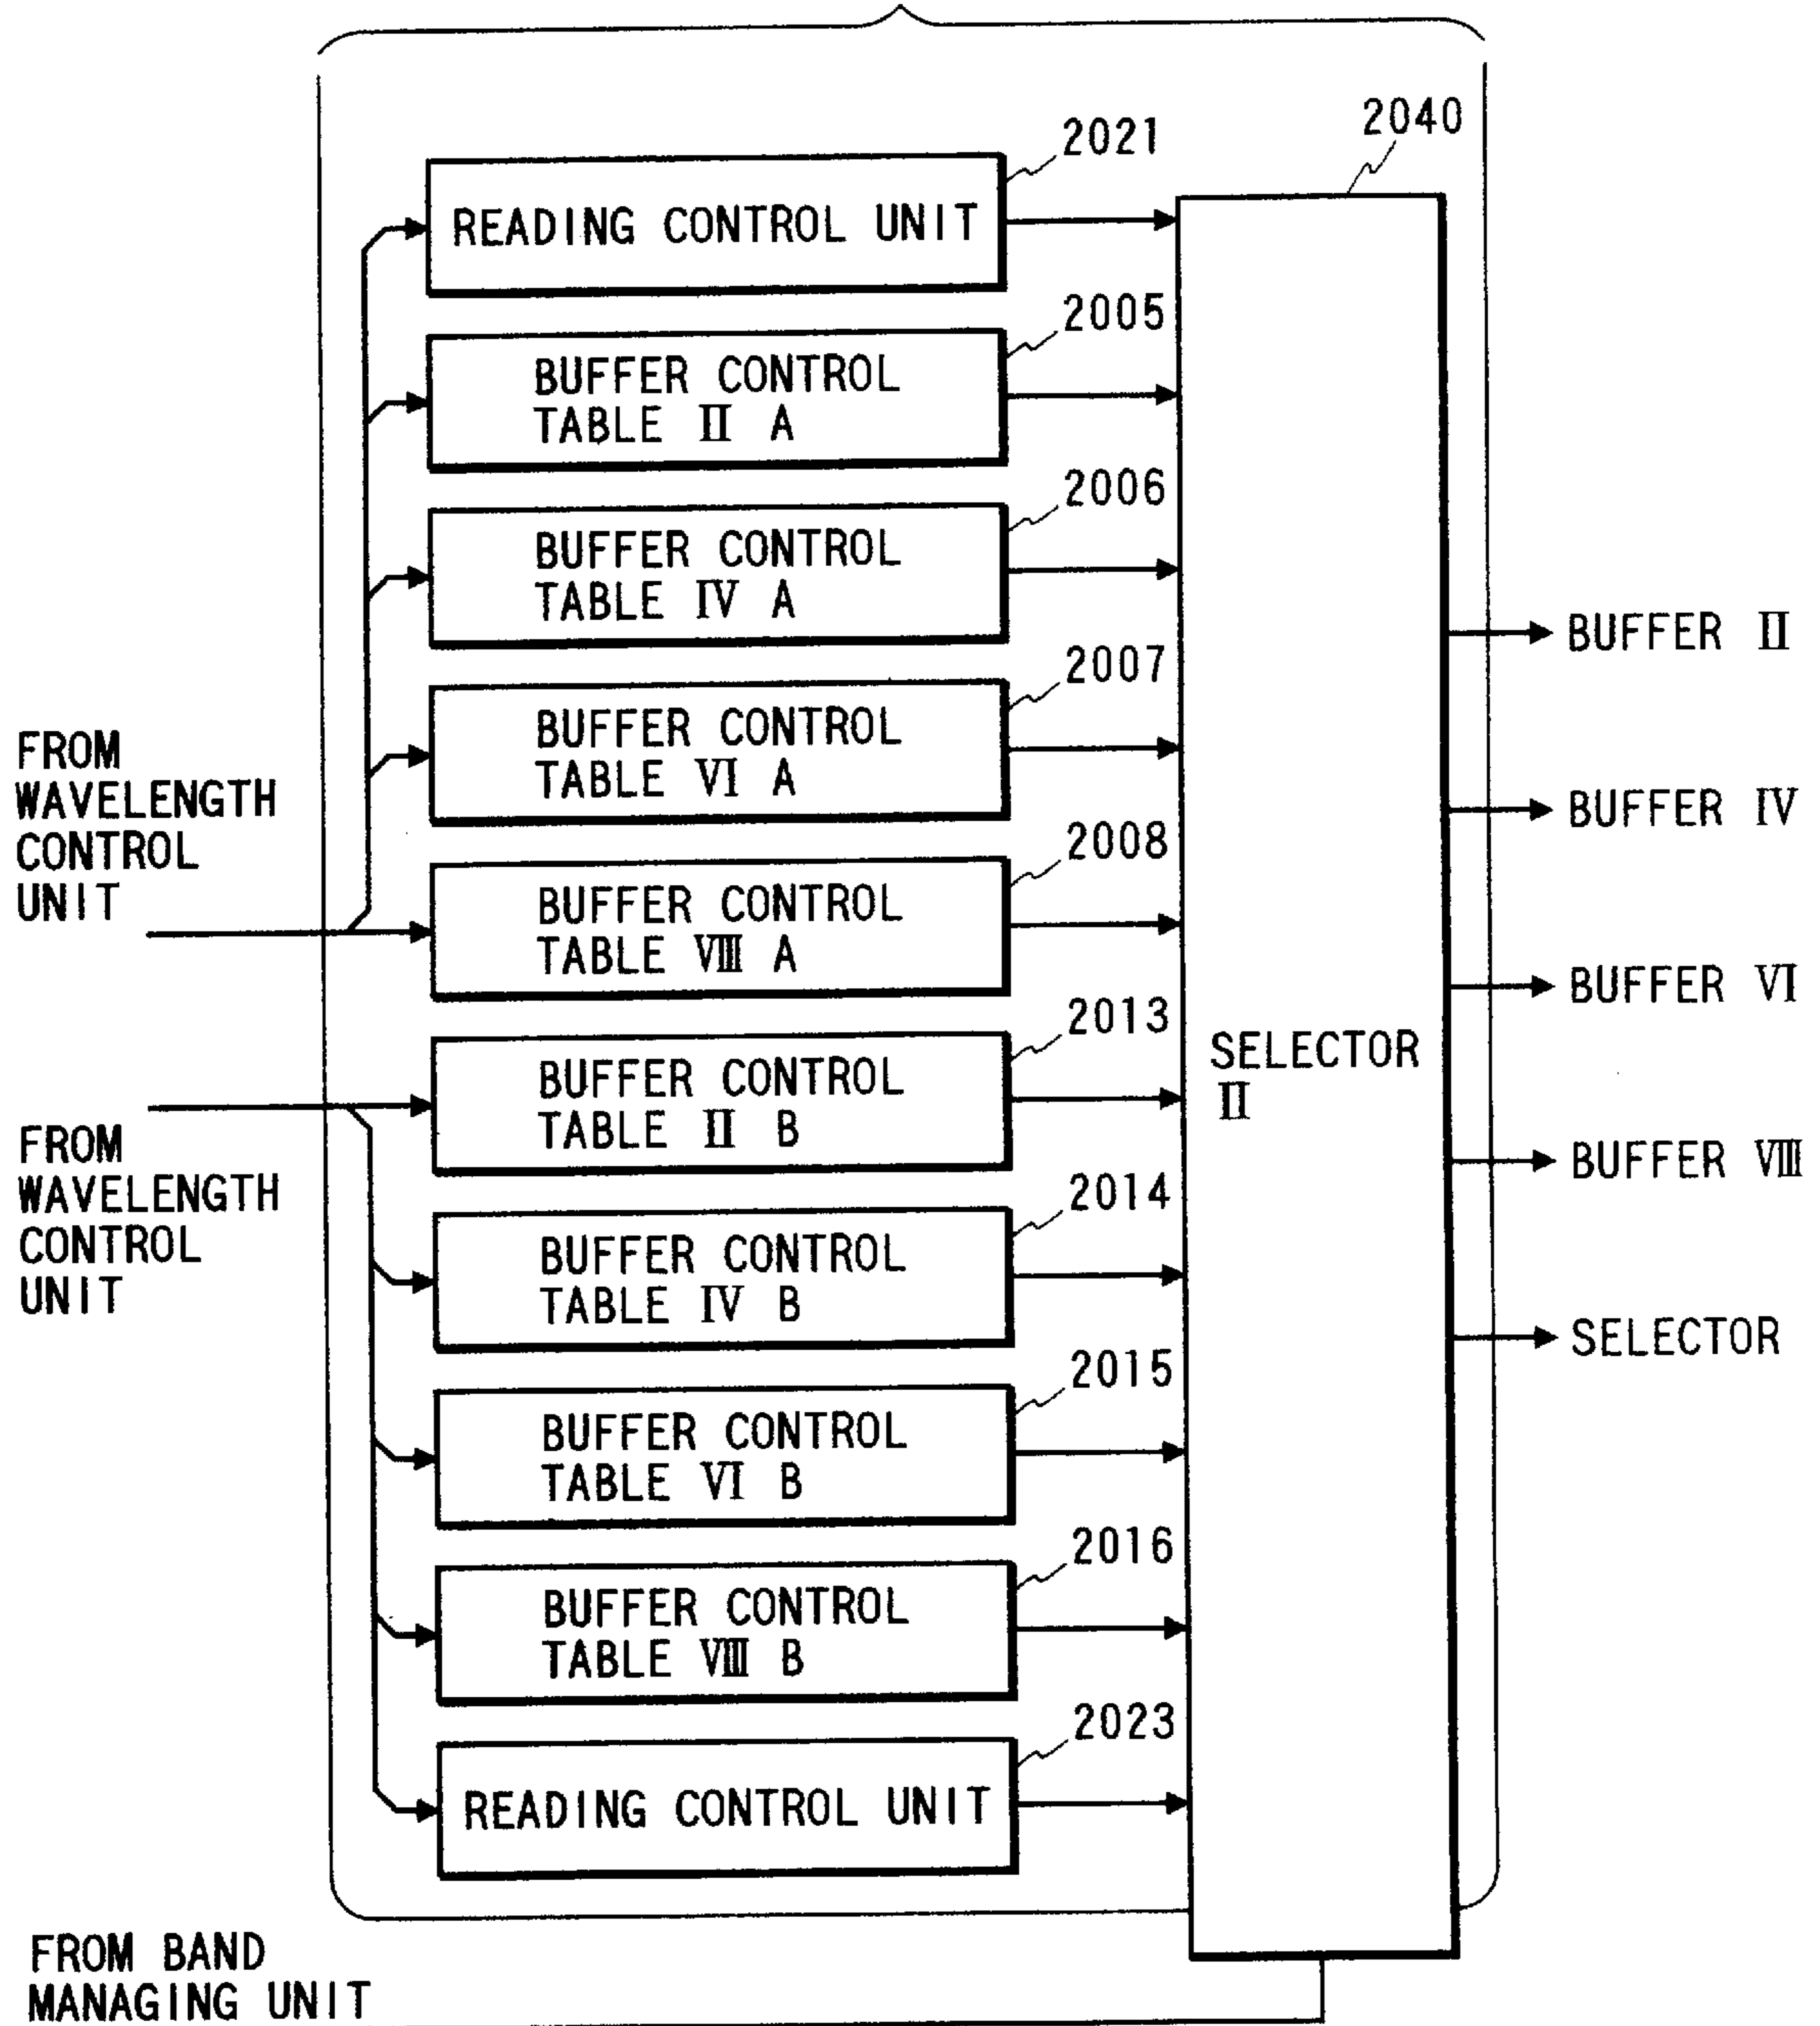 2040
2021
READING CONTROL UNIT
2005
BUFFER CONTROL
TABLE Ⅱ A
2006
BUFFER CONTROL
TABLE Ⅳ A
2007
BUFFER CONTROL
TABLE Ⅵ A
2008
BUFFER CONTROL
TABLE Ⅷ A
2013
BUFFER CONTROL
TABLE Ⅱ B
2014
BUFFER CONTROL
TABLE Ⅳ B
2015
BUFFER CONTROL
TABLE Ⅵ B
2016
BUFFER CONTROL
TABLE Ⅷ B
2023
READING CONTROL UNIT
FROM
WAVELENGTH
CONTROL
UNIT
FROM
WAVELENGTH
CONTROL
UNIT
FROM BAND
MANAGING UNIT
SELECTOR
Ⅱ
BUFFER Ⅱ
BUFFER Ⅳ
BUFFER Ⅵ
BUFFER Ⅷ
SELECTOR